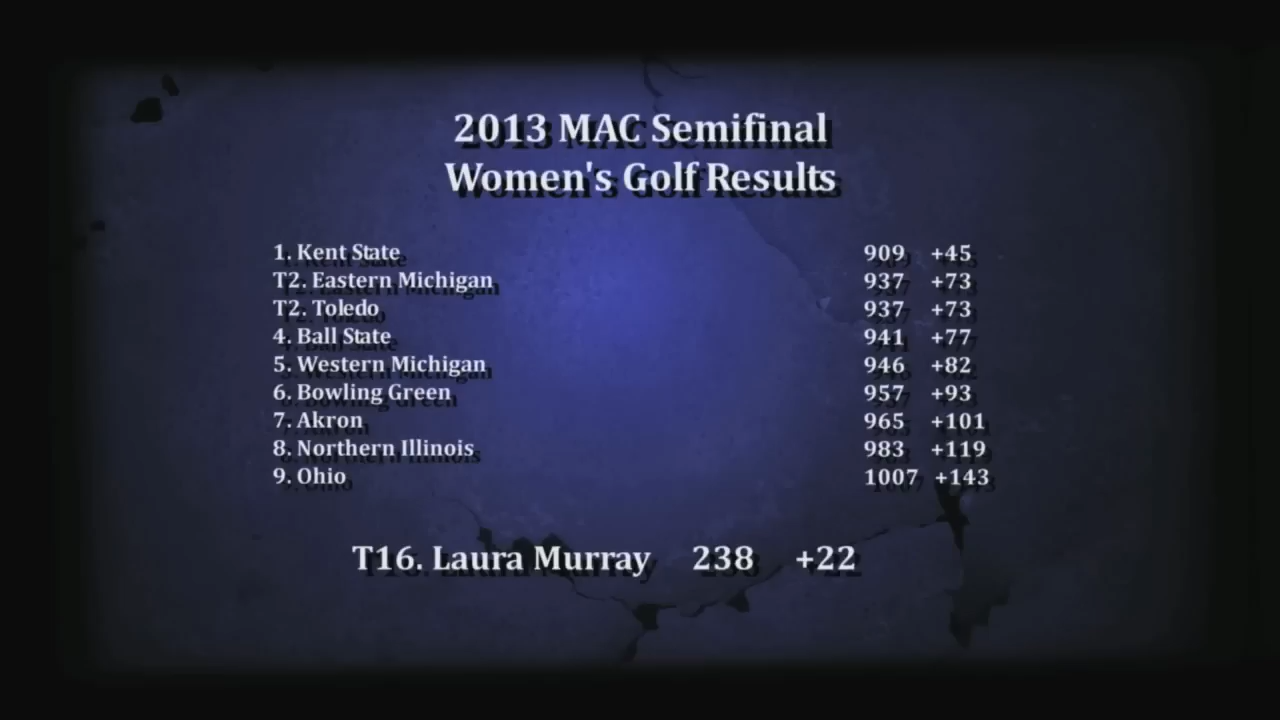 2013 MAC Semifinal
Women's Golf Results
1. Kent State 909 +45
T2. Eastern Michigan 937 +73
T2. Toledo 937 +73
4. Ball State 941 +77
5. Western Michigan 946 +82
6. Bowling Green 957 +93
7. Akron 965 +101
8. Northern Illinois 983 +119
9. Ohio 1007 +143
T16. Laura Murray 238 +22